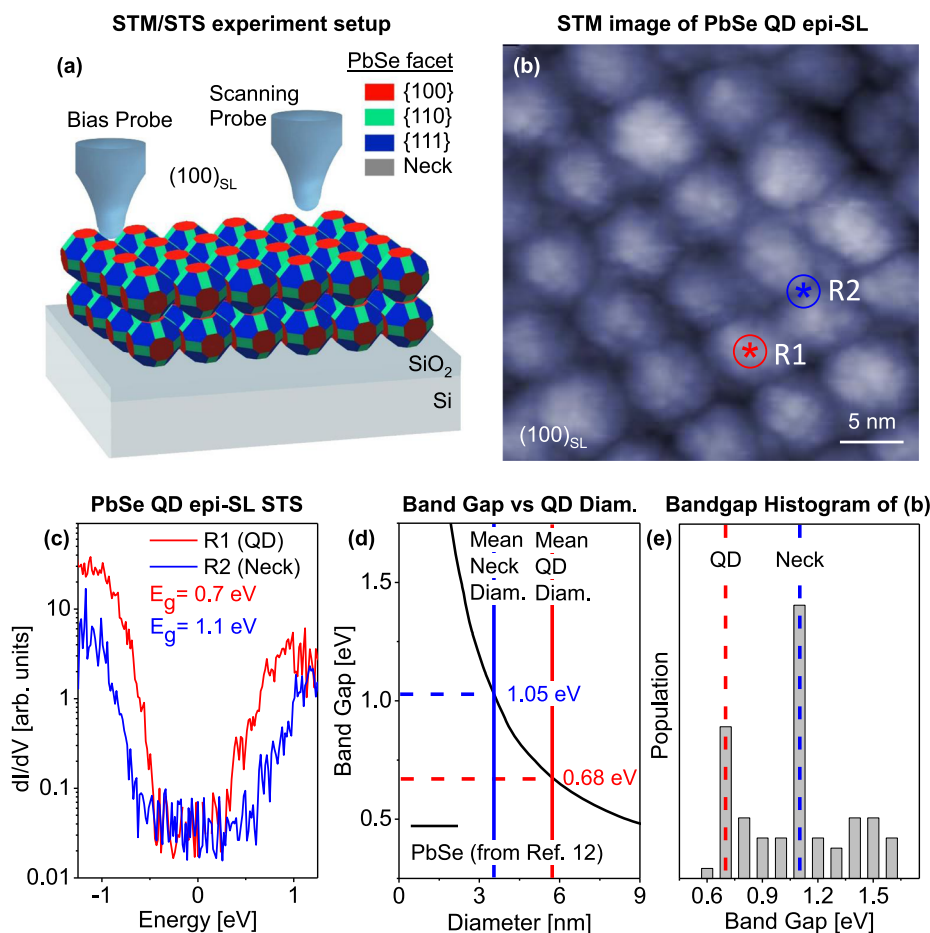 STM/STS experiment setup
(a)
PbSe facet
{100}
{110}
{111}
Neck
Bias Probe
Scanning
Probe
(100)SL
SiO2
Si
STM image of PbSe QD epi-SL
(b)
* R2
* R1
(100)SL
5 nm
PbSe QD epi-SL STS
(c)
R1 (QD)
R2 (Neck)
Eg= 0.7 eV
Eg= 1.1 eV
10
1
0.1
0.01
-1
0
1
dI/dV [arb. units]
Energy [eV]
Band Gap vs QD Diam.
(d)
Mean
Neck
Diam.
Mean
QD
Diam.
1.05 eV
0.68 eV
PbSe (from Ref. 12)
1.5
1.0
0.5
0
3
6
9
Band Gap [eV]
Diameter [nm]
Bandgap Histogram of (b)
(e)
QD
Neck
Population
0.6
0.9
1.2
1.5
Band Gap [eV]